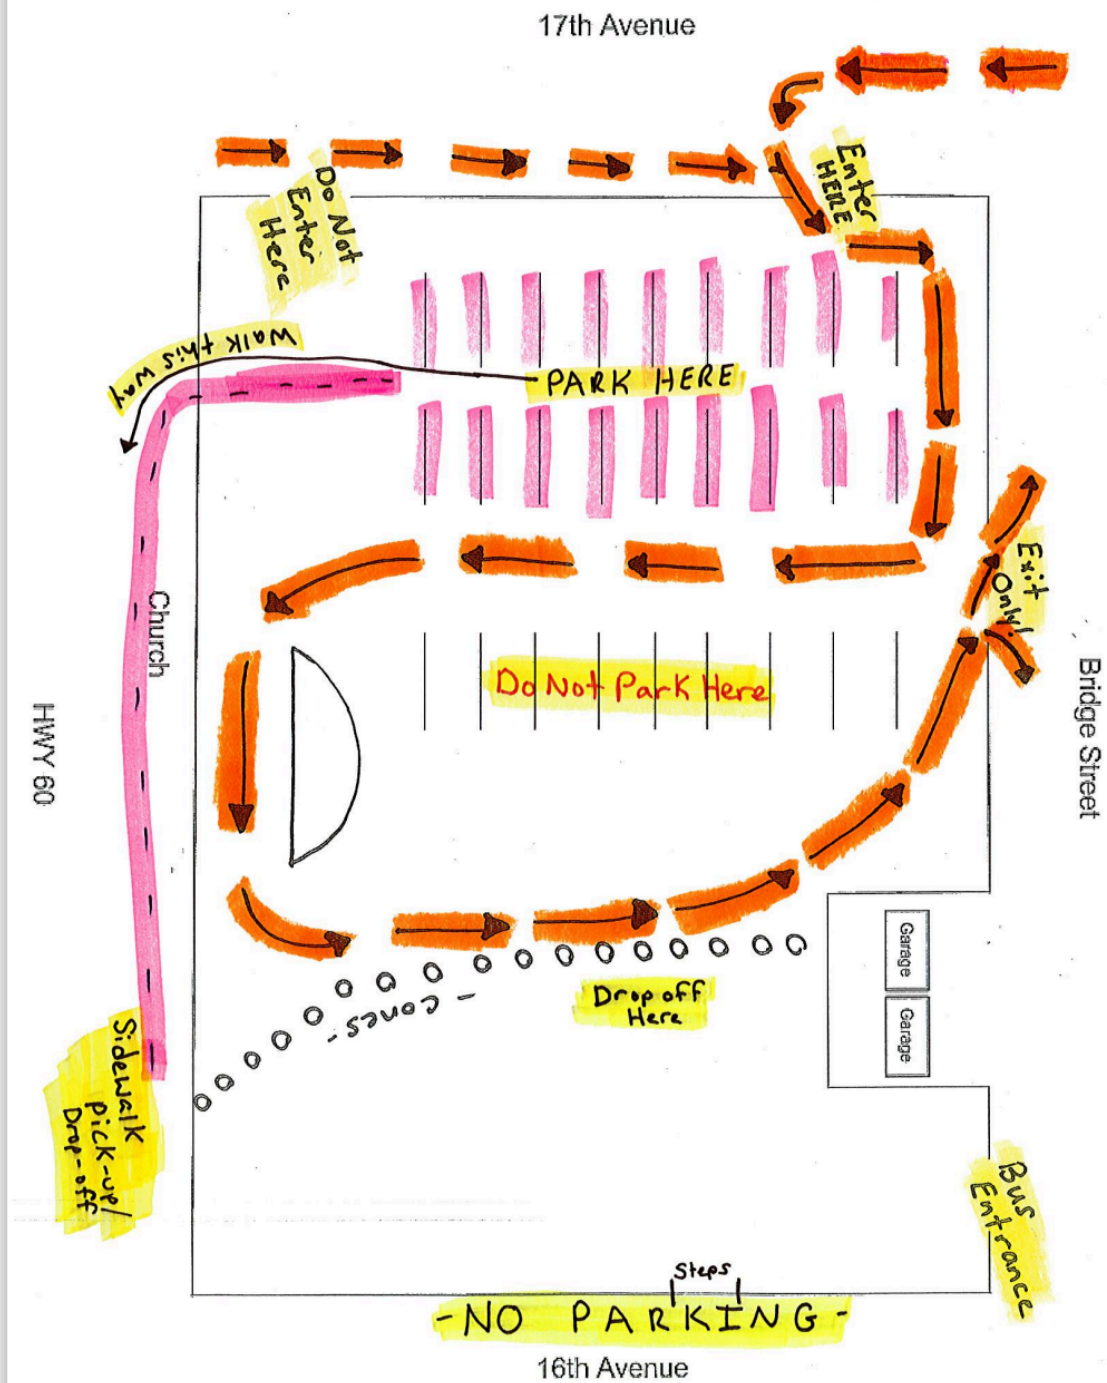 17th Avenue
Enter
HERE
Do Not
Enter
Here
Walk this way
PARK HERE
Exit
Only!
Church
Do Not Park Here
Bridge Street
HWY 60
Garage
Garage
Drop off
Here
- Cones -
Sidewalk
pick-up/
Drop-off
Bus
Entrance
Steps
- NO PARKING -
16th Avenue